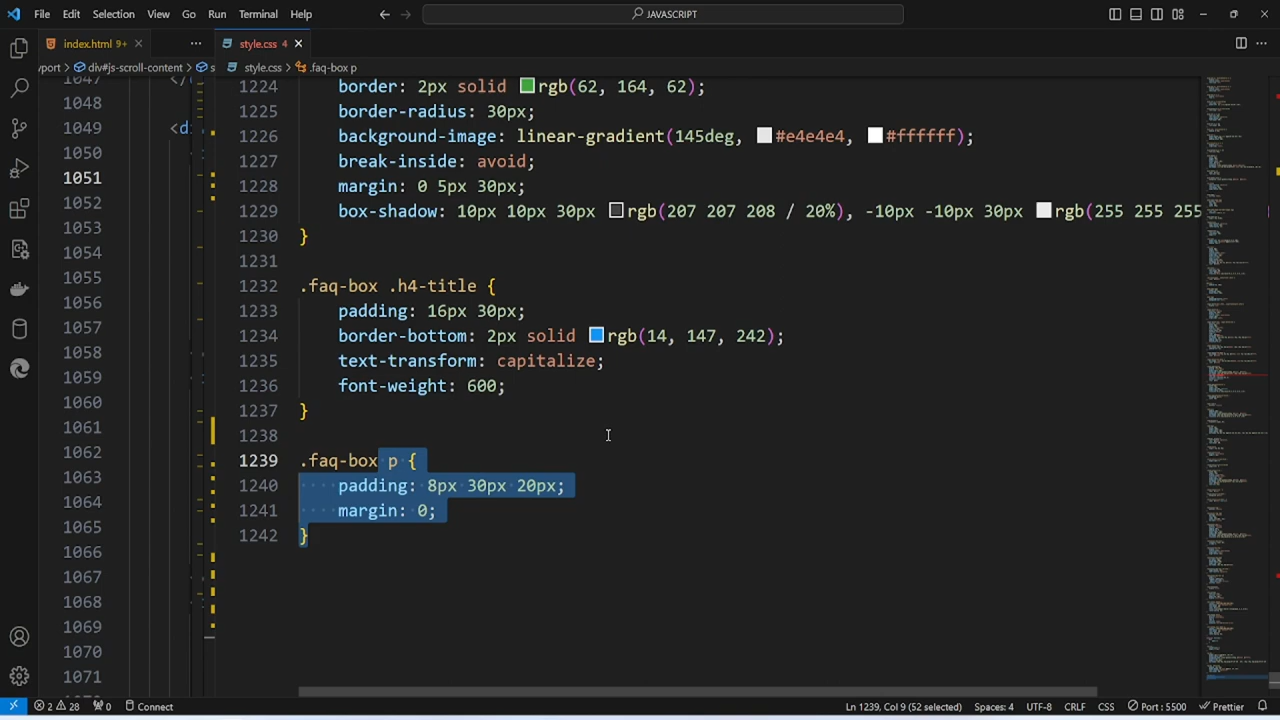 File Edit Selection View Go Run Terminal Help
JAVASCRIPT
index.html 9+
style.css 4
port > div#js-scroll-content > s
style.css > .faq-box p
1047 </
1048
1049 <d
1050
1051
1052
1053
1054
1055
1056
1057
1058
1059
1060
1061
1062
1063
1064
1065
1066
1067
1068
1069
1070
1071
1224 border: 2px solid rgb(62, 164, 62);
1225 border-radius: 30px;
1226 background-image: linear-gradient(145deg, #e4e4e4, #ffffff);
1227 break-inside: avoid;
1228 margin: 0 5px 30px;
1229 box-shadow: 10px 10px 30px rgb(207 207 208 / 20%), -10px -10px 30px rgb(255 255 255
1230 }
1231
1232 .faq-box .h4-title {
1233 padding: 16px 30px;
1234 border-bottom: 2px solid rgb(14, 147, 242);
1235 text-transform: capitalize;
1236 font-weight: 600;
1237 }
1238
1239 .faq-box p {
1240 padding: 8px 30px 30px;
1241 margin: 0;
1242 }
2 28 0 Connect
Ln 1239, Col 9 (52 selected) Spaces: 4 UTF-8 CRLF CSS Port : 5500 Prettier